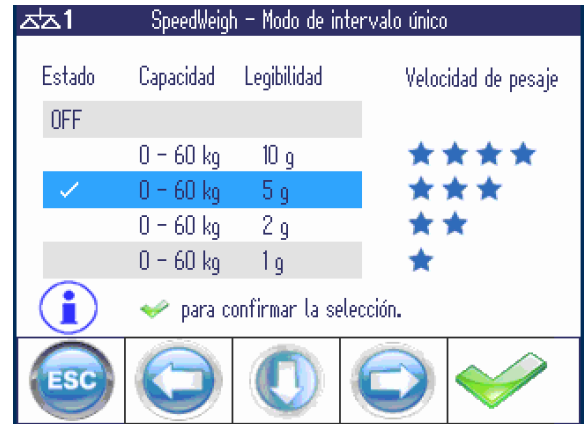 1 SpeedWeigh – Modo de intervalo único
Estado Capacidad Legibilidad Velocidad de pesaje
OFF
0 – 60 kg 10 g
0 – 60 kg 5 g
0 – 60 kg 2 g
0 – 60 kg 1 g
i para confirmar la selección.
ESC